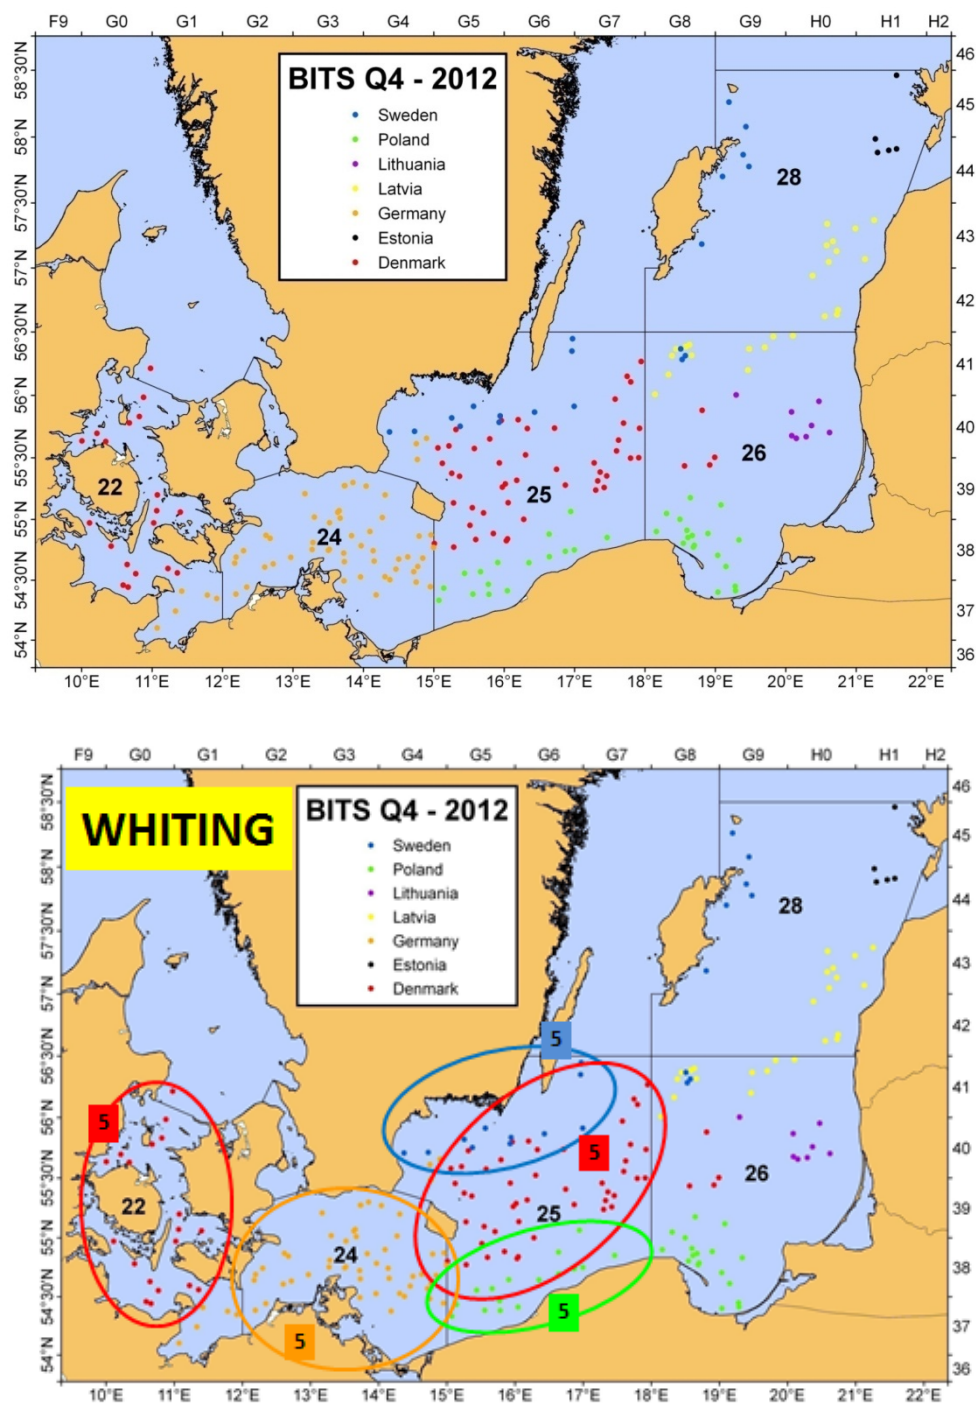 F9 G0 G1 G2 G3 G4 G5 G6 G7 G8 G9 H0 H1 H2
BITS Q4 - 2012
Sweden
Poland
Lithuania
Latvia
Germany
Estonia
Denmark
58°30'N
58°N
57°30'N
57°N
56°30'N
56°N
55°30'N
55°N
54°30'N
54°N
46
45
44
43
42
41
40
39
38
37
36
28
26
25
24
22
10°E 11°E 12°E 13°E 14°E 15°E 16°E 17°E 18°E 19°E 20°E 21°E 22°E
F9 G0 G1 G2 G3 G4 G5 G6 G7 G8 G9 H0 H1 H2
WHITING
BITS Q4 - 2012
Sweden
Poland
Lithuania
Latvia
Germany
Estonia
Denmark
58°30'N
58°N
57°30'N
57°N
56°30'N
56°N
55°30'N
55°N
54°30'N
54°N
46
45
44
43
42
41
40
39
38
37
36
28
5
5
5
26
22
25
24
5
5
10°E 11°E 12°E 13°E 14°E 15°E 16°E 17°E 18°E 19°E 20°E 21°E 22°E